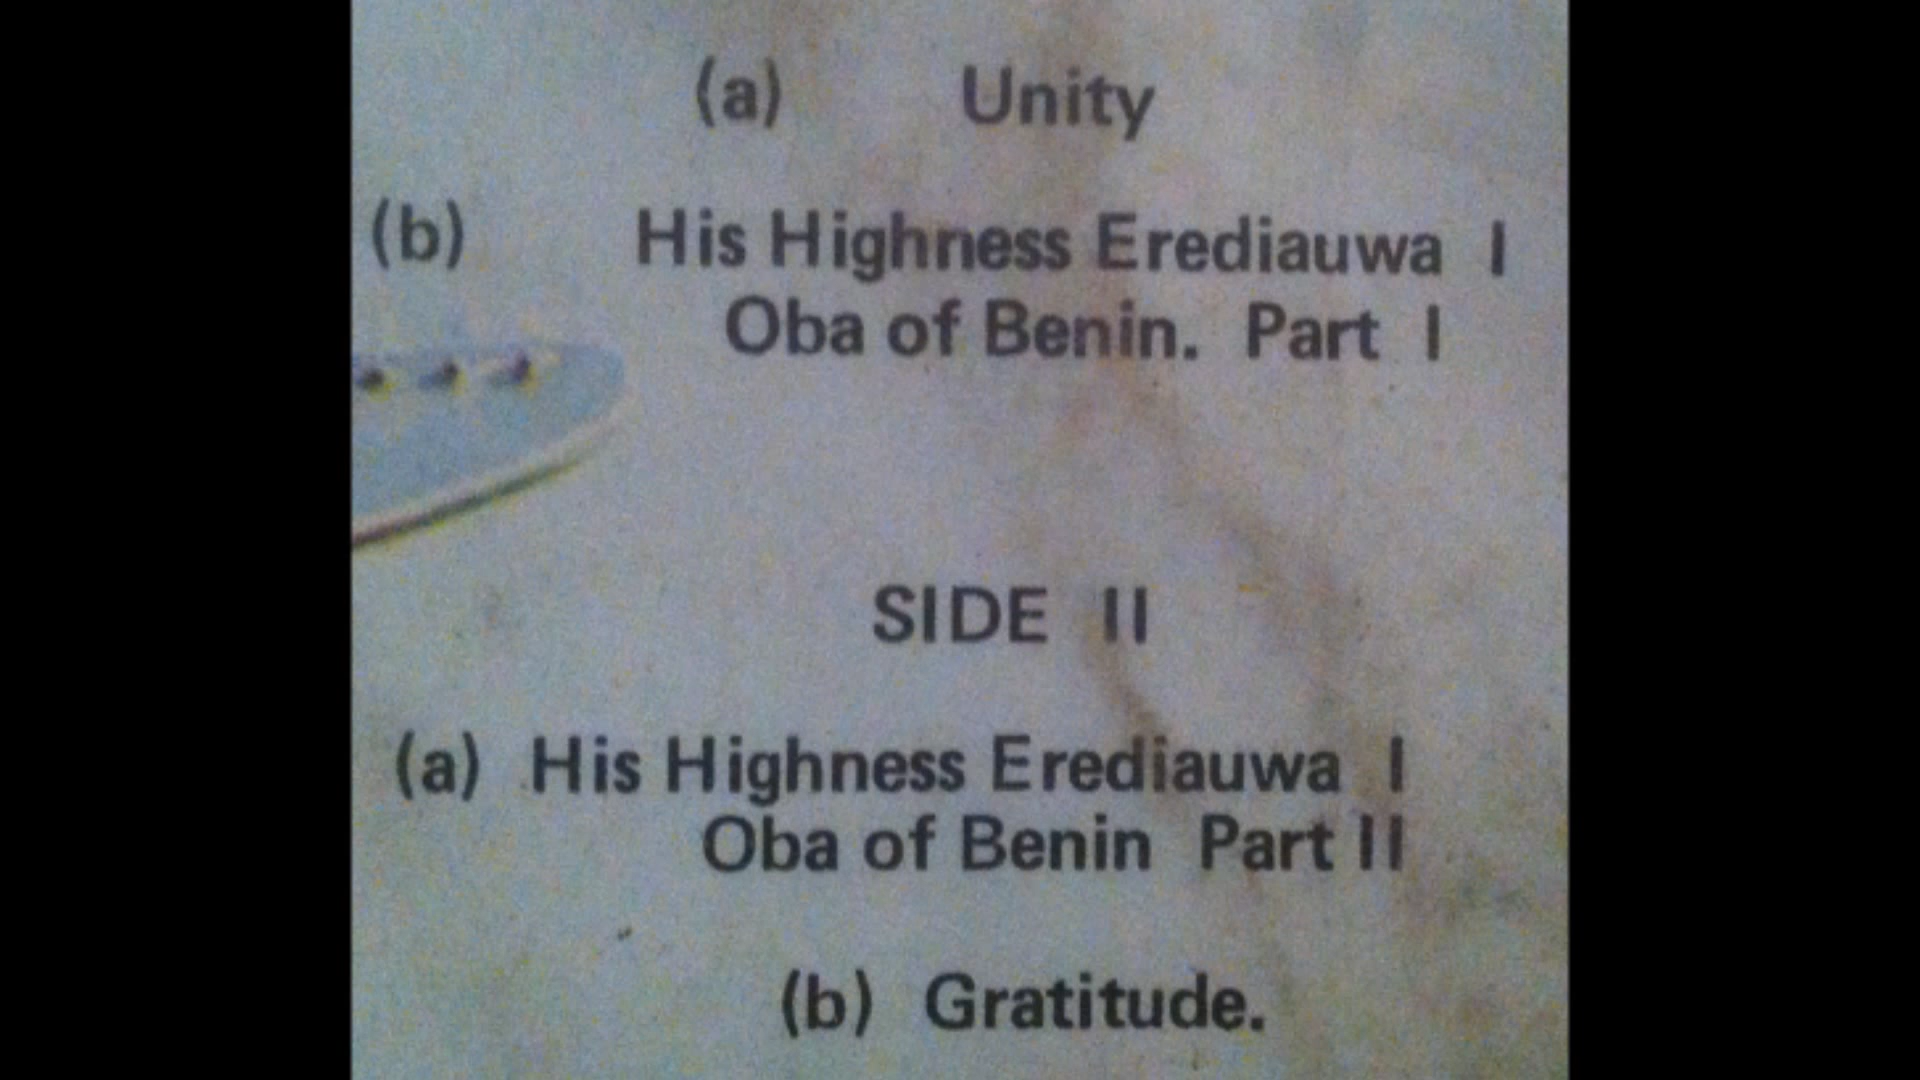 (a) Unity
(b) His Highness Erediauwa I
Oba of Benin. Part I
SIDE II
(a) His Highness Erediauwa I
Oba of Benin Part II
(b) Gratitude.